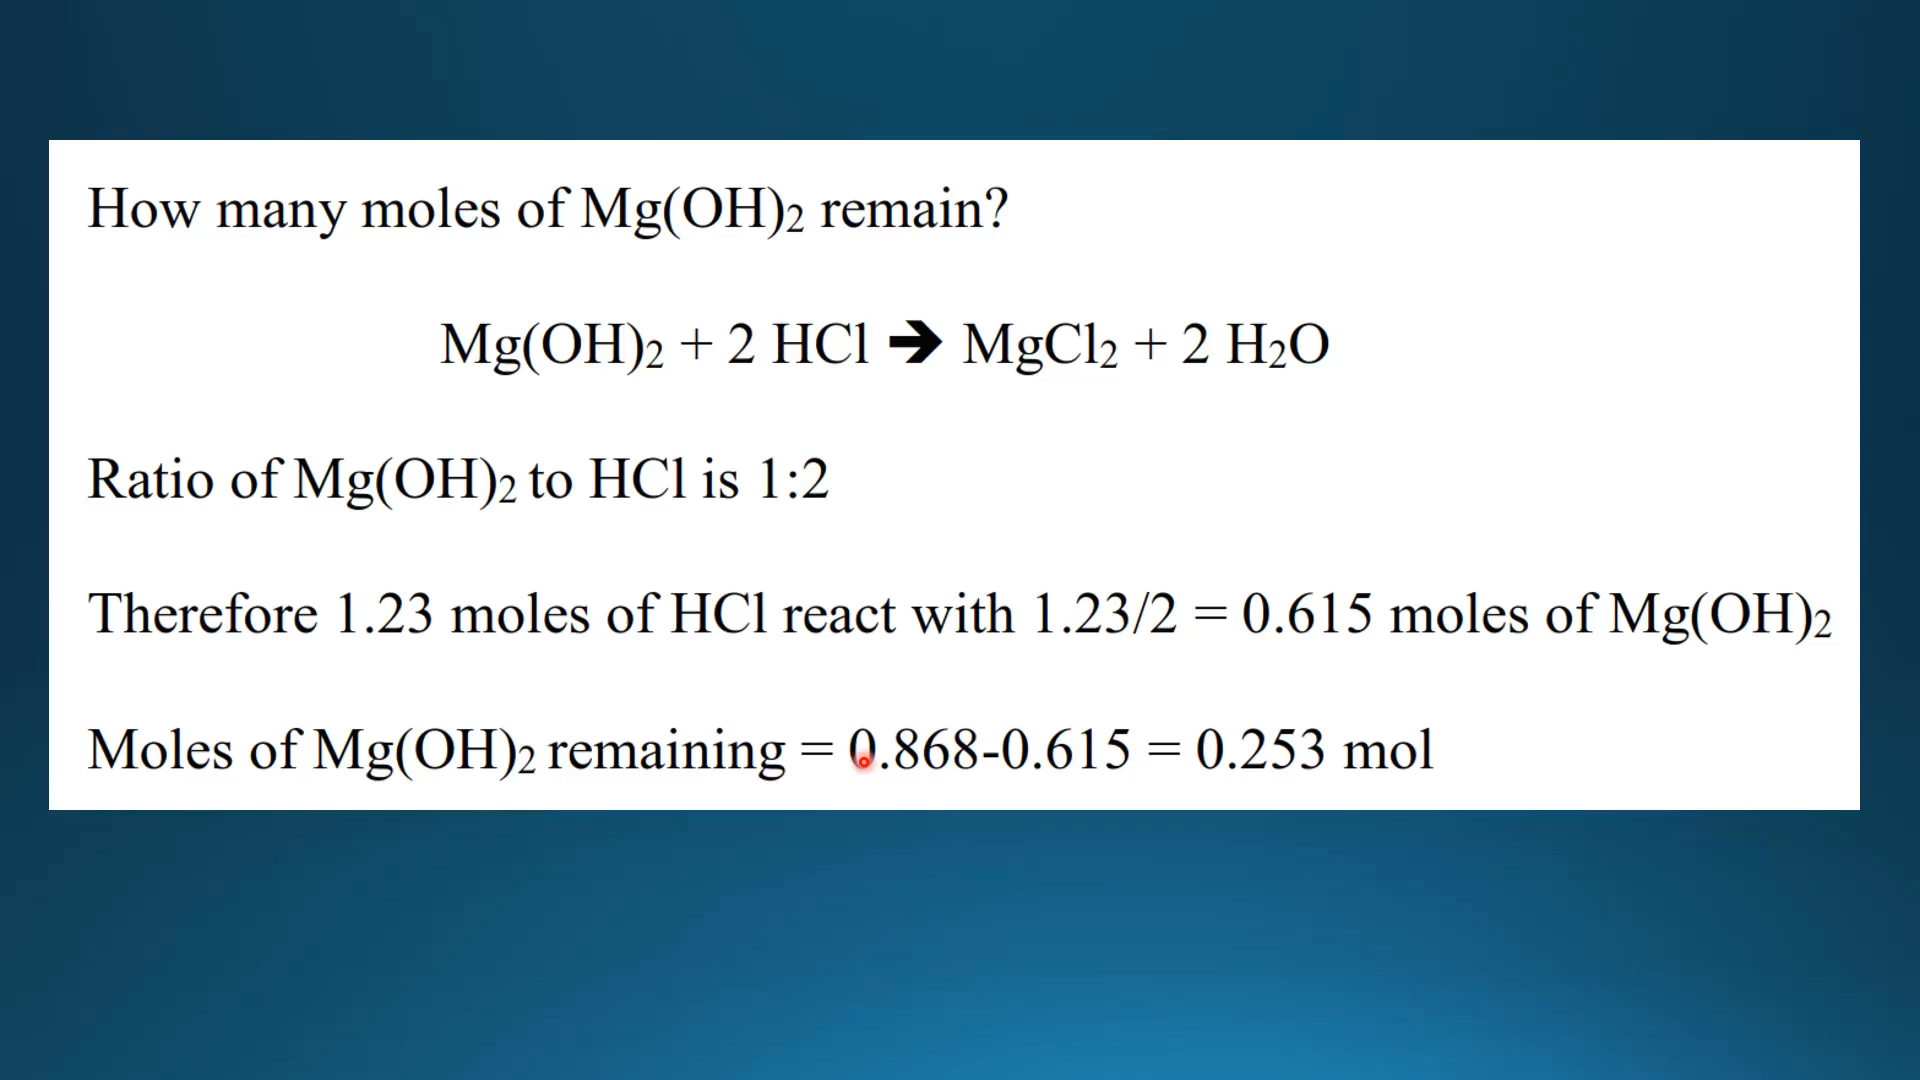 How many moles of Mg(OH)2 remain?
Mg(OH)2 + 2 HCl ➔ MgCl2 + 2 H2O
Ratio of Mg(OH)2 to HCl is 1:2
Therefore 1.23 moles of HCl react with 1.23/2 = 0.615 moles of Mg(OH)2
Moles of Mg(OH)2 remaining = 0.868-0.615 = 0.253 mol